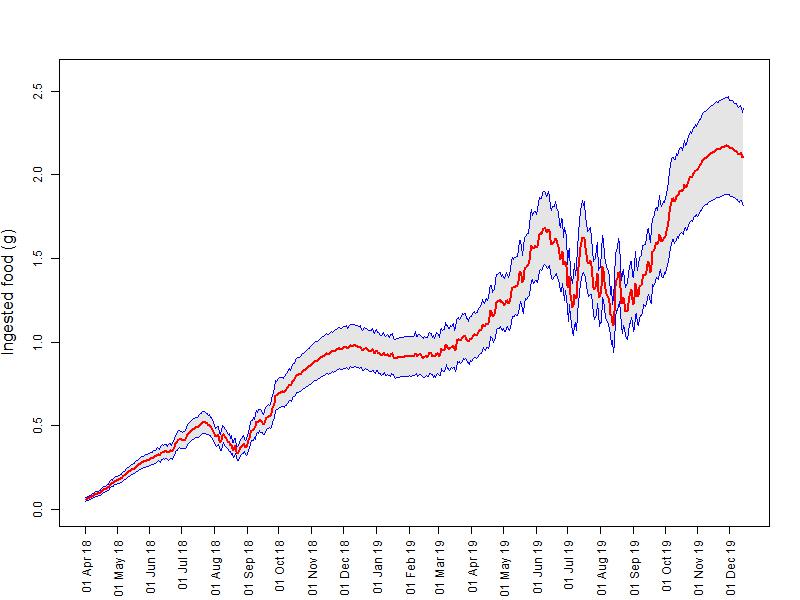 Ingested food (g)
2.5
2.0
1.5
1.0
0.5
0.0
01 Apr 18
01 May 18
01 Jun 18
01 Jul 18
01 Aug 18
01 Sep 18
01 Oct 18
01 Nov 18
01 Dec 18
01 Jan 19
01 Feb 19
01 Mar 19
01 Apr 19
01 May 19
01 Jun 19
01 Jul 19
01 Aug 19
01 Sep 19
01 Oct 19
01 Nov 19
01 Dec 19